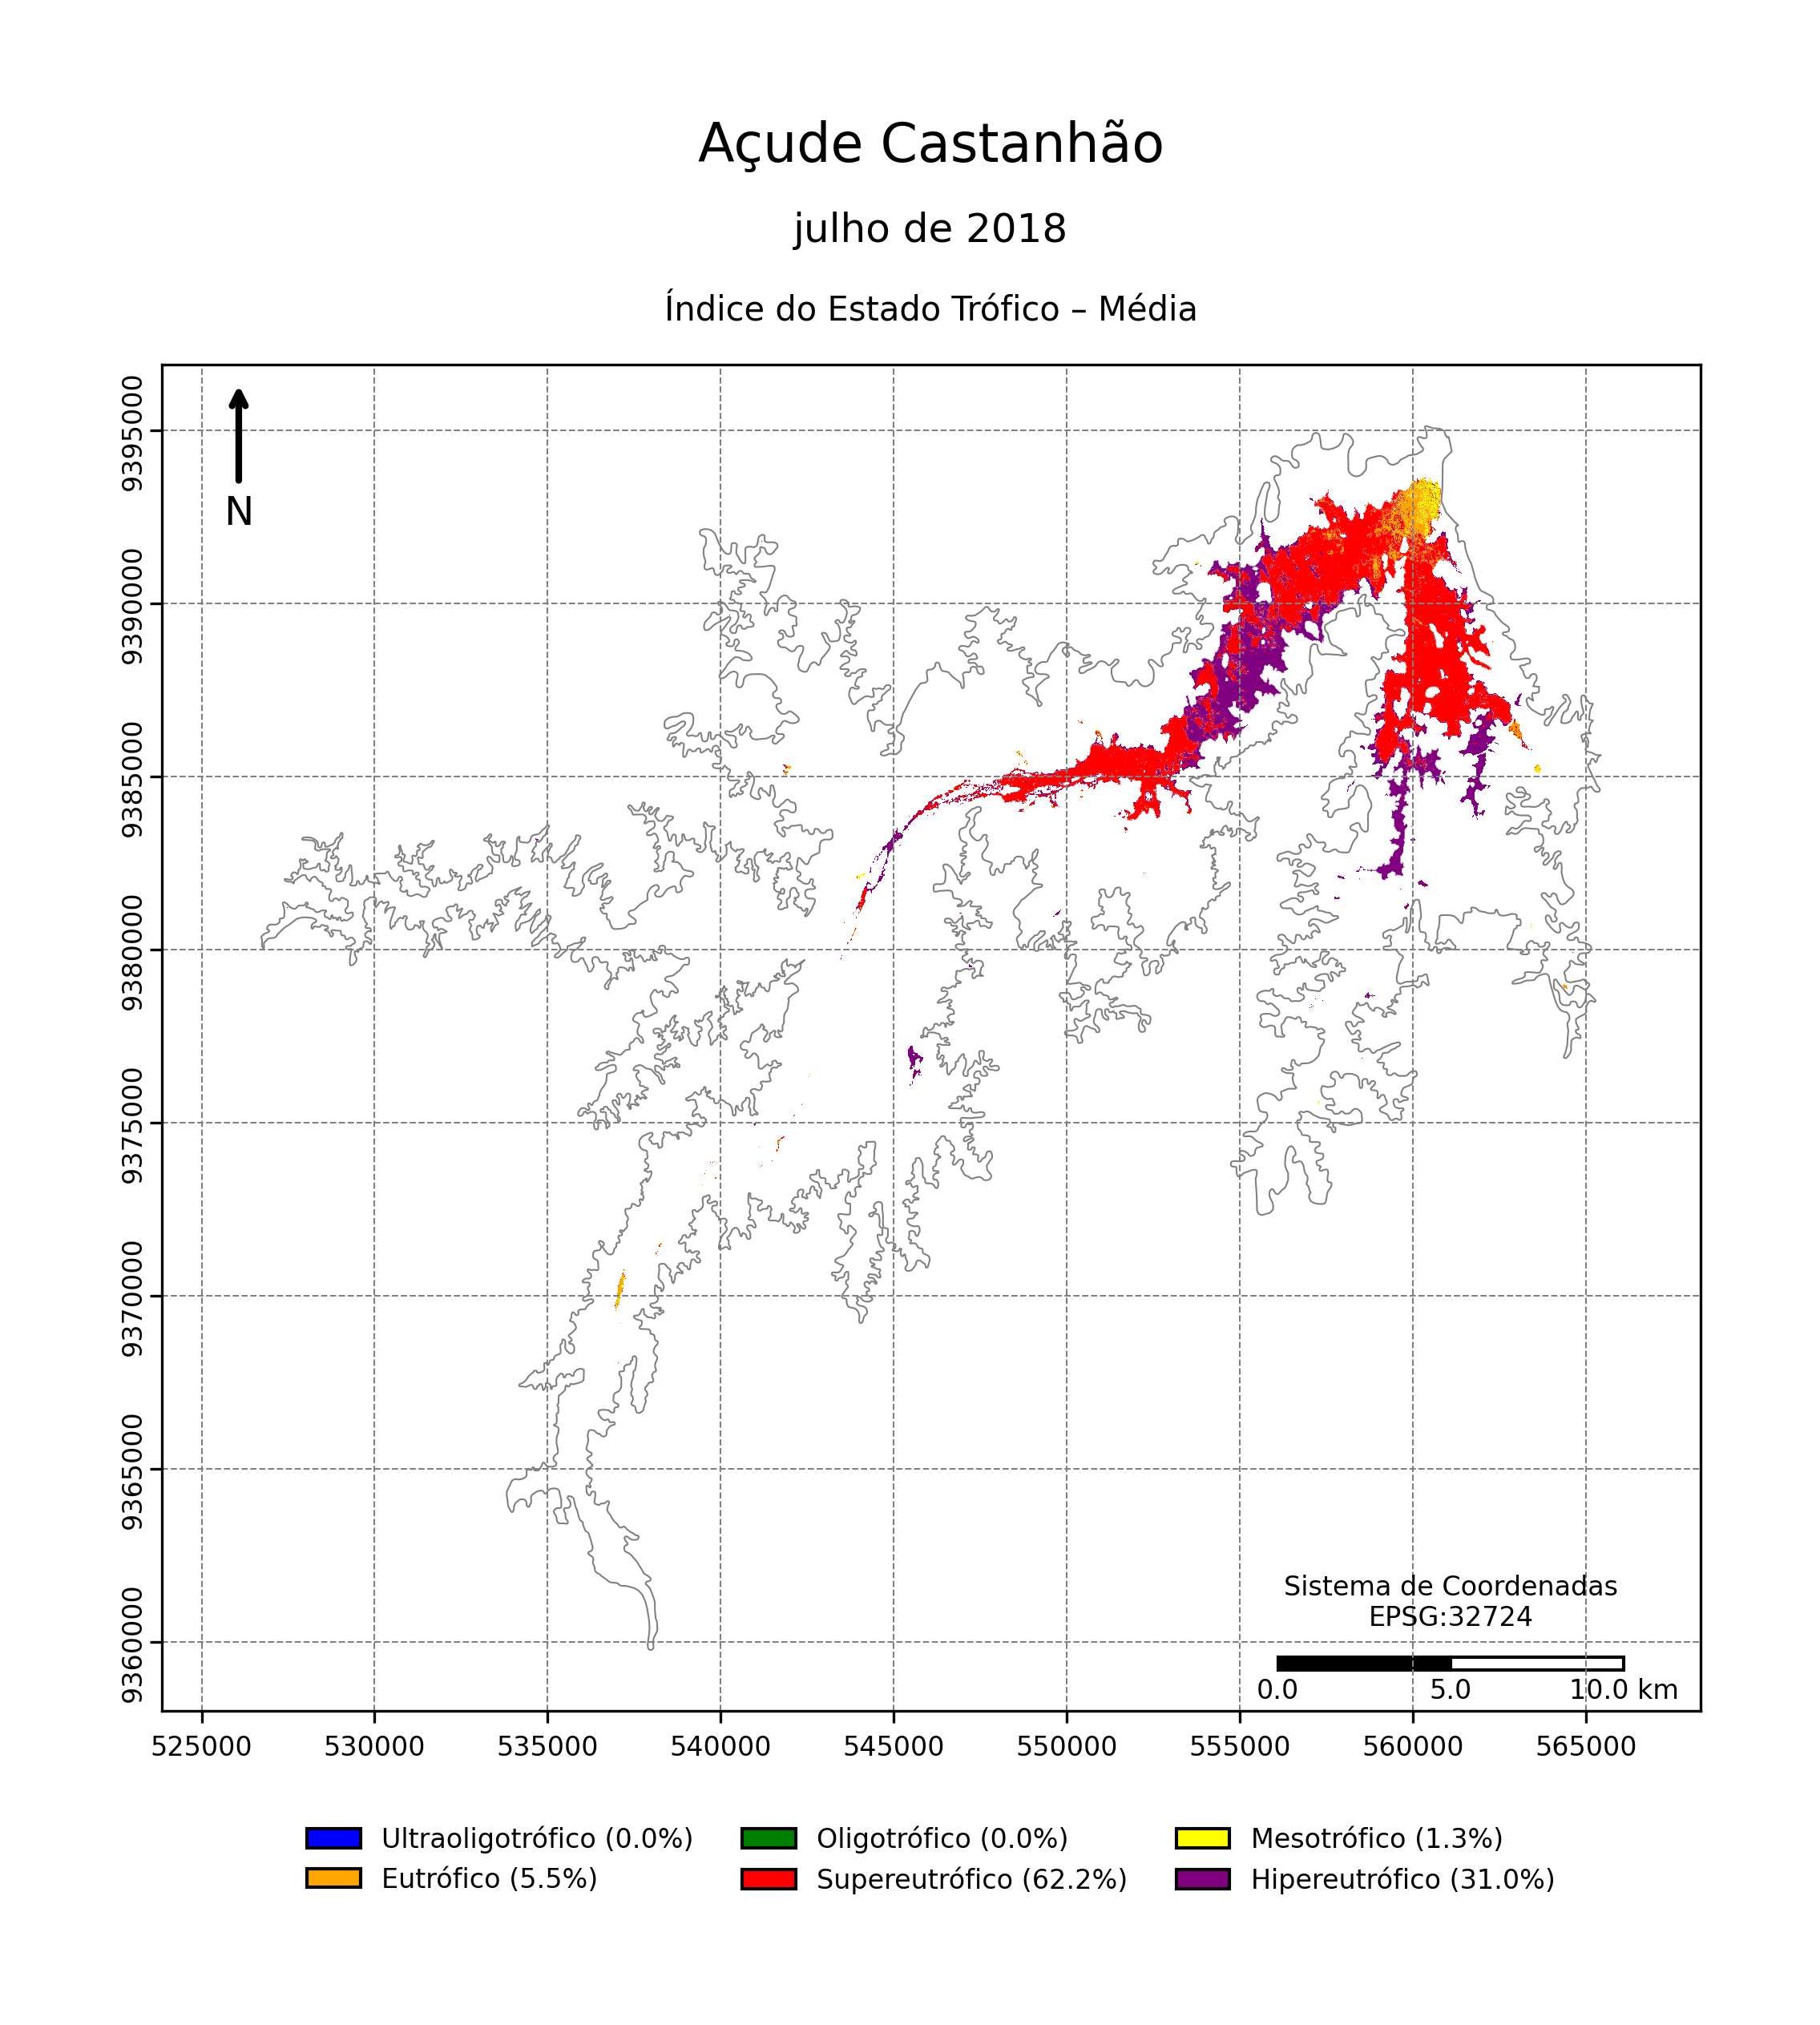 Açude Castanhão
julho de 2018
Índice do Estado Trófico – Média
N
9395000
9390000
9385000
9380000
9375000
9370000
9365000
9360000
Sistema de Coordenadas
EPSG:32724
0.0 5.0 10.0 km
525000 530000 535000 540000 545000 550000 555000 560000 565000
Ultraoligotrófico (0.0%) Oligotrófico (0.0%) Mesotrófico (1.3%)
Eutrófico (5.5%) Supereutrófico (62.2%) Hipereutrófico (31.0%)